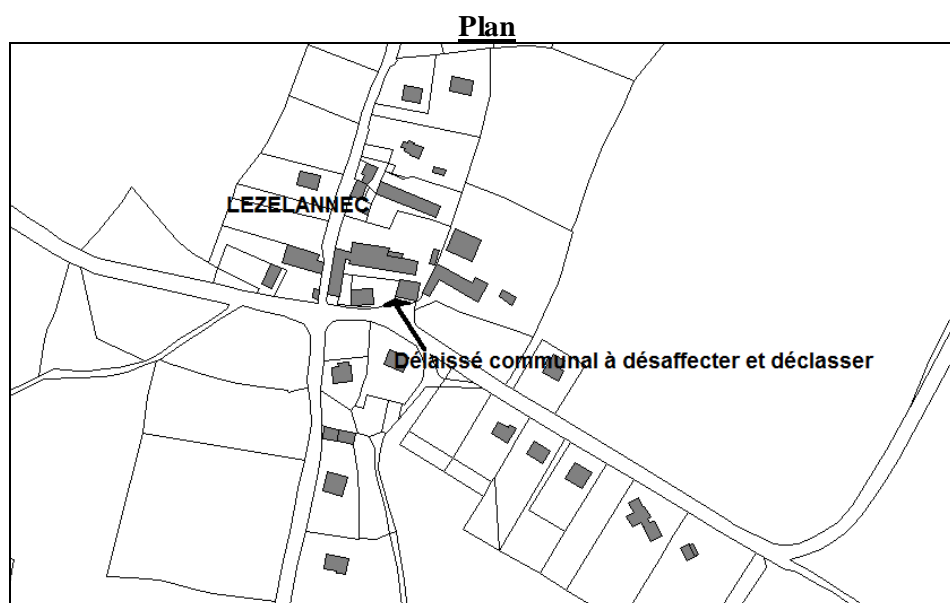 Plan
LEZELANNEC
Délaissé communal à désaffecter et déclasser